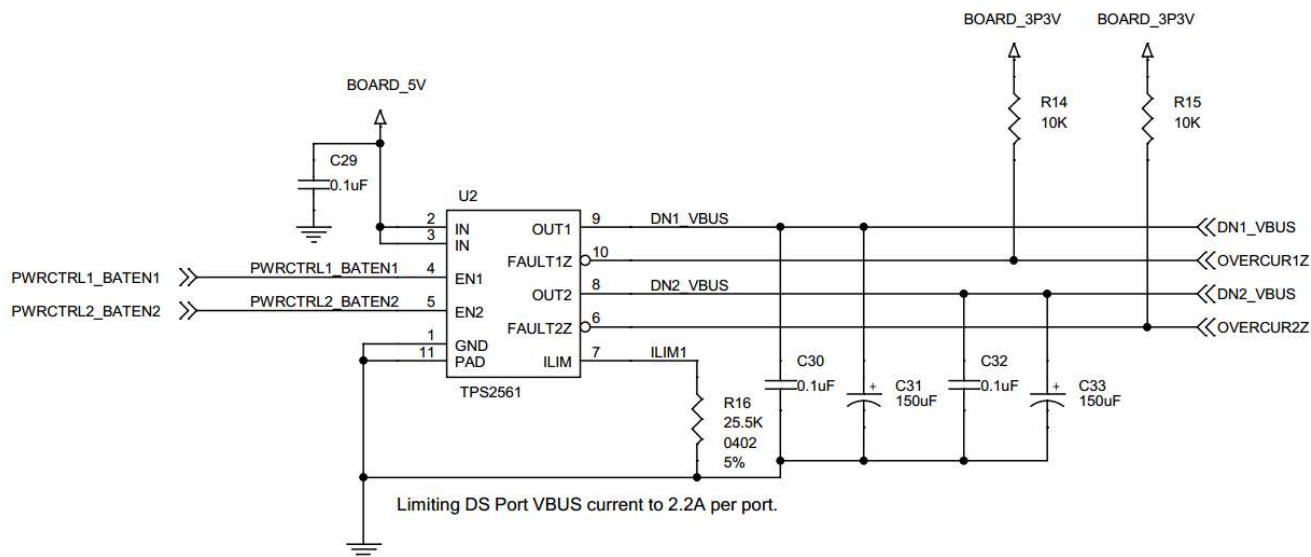 BOARD_3P3V BOARD_3P3V
BOARD_5V
R14 R15
10K 10K
C29
0.1uF
U2
2 IN OUT1 9 DN1_VBUS DN1_VBUS
3 IN
FAULT1Z 10 OVERCUR1Z
PWRCTRL1_BATEN1 PWRCTRL1_BATEN1 4 EN1
OUT2 8 DN2_VBUS DN2_VBUS
PWRCTRL2_BATEN2 PWRCTRL2_BATEN2 5 EN2
FAULT2Z 6 OVERCUR2Z
1 GND
11 PAD ILIM 7 ILIM1
TPS2561
C30 C32
0.1uF 0.1uF
+ +
C31 C33
150uF 150uF
R16
25.5K
0402
5%
Limiting DS Port VBUS current to 2.2A per port.